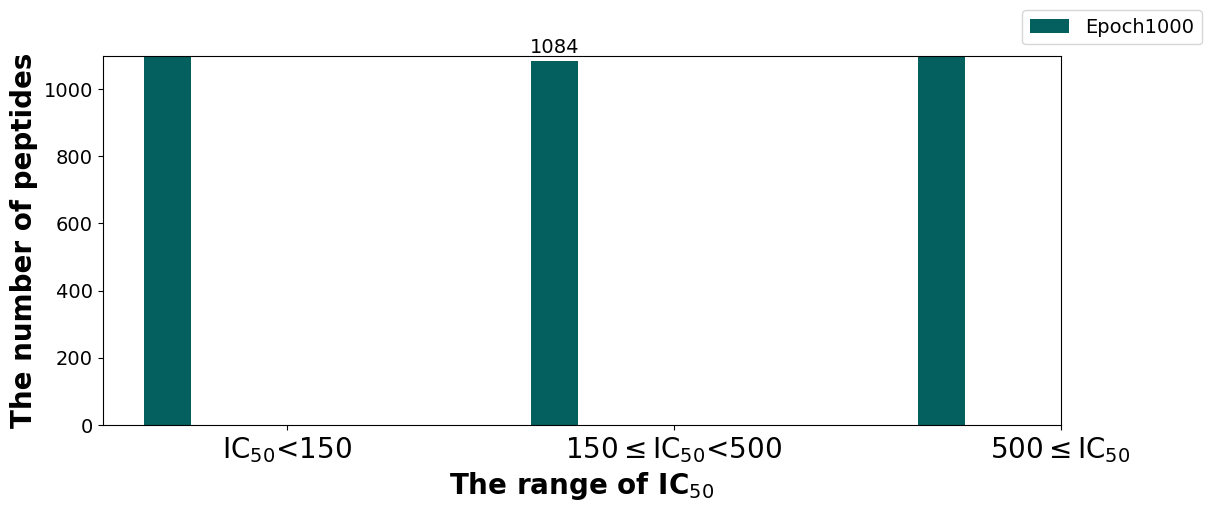 Epoch1000
1084
The number of peptides
1000
800
600
400
200
0
IC₅₀<150
150≤IC₅₀<500
500≤IC₅₀
The range of IC₅₀